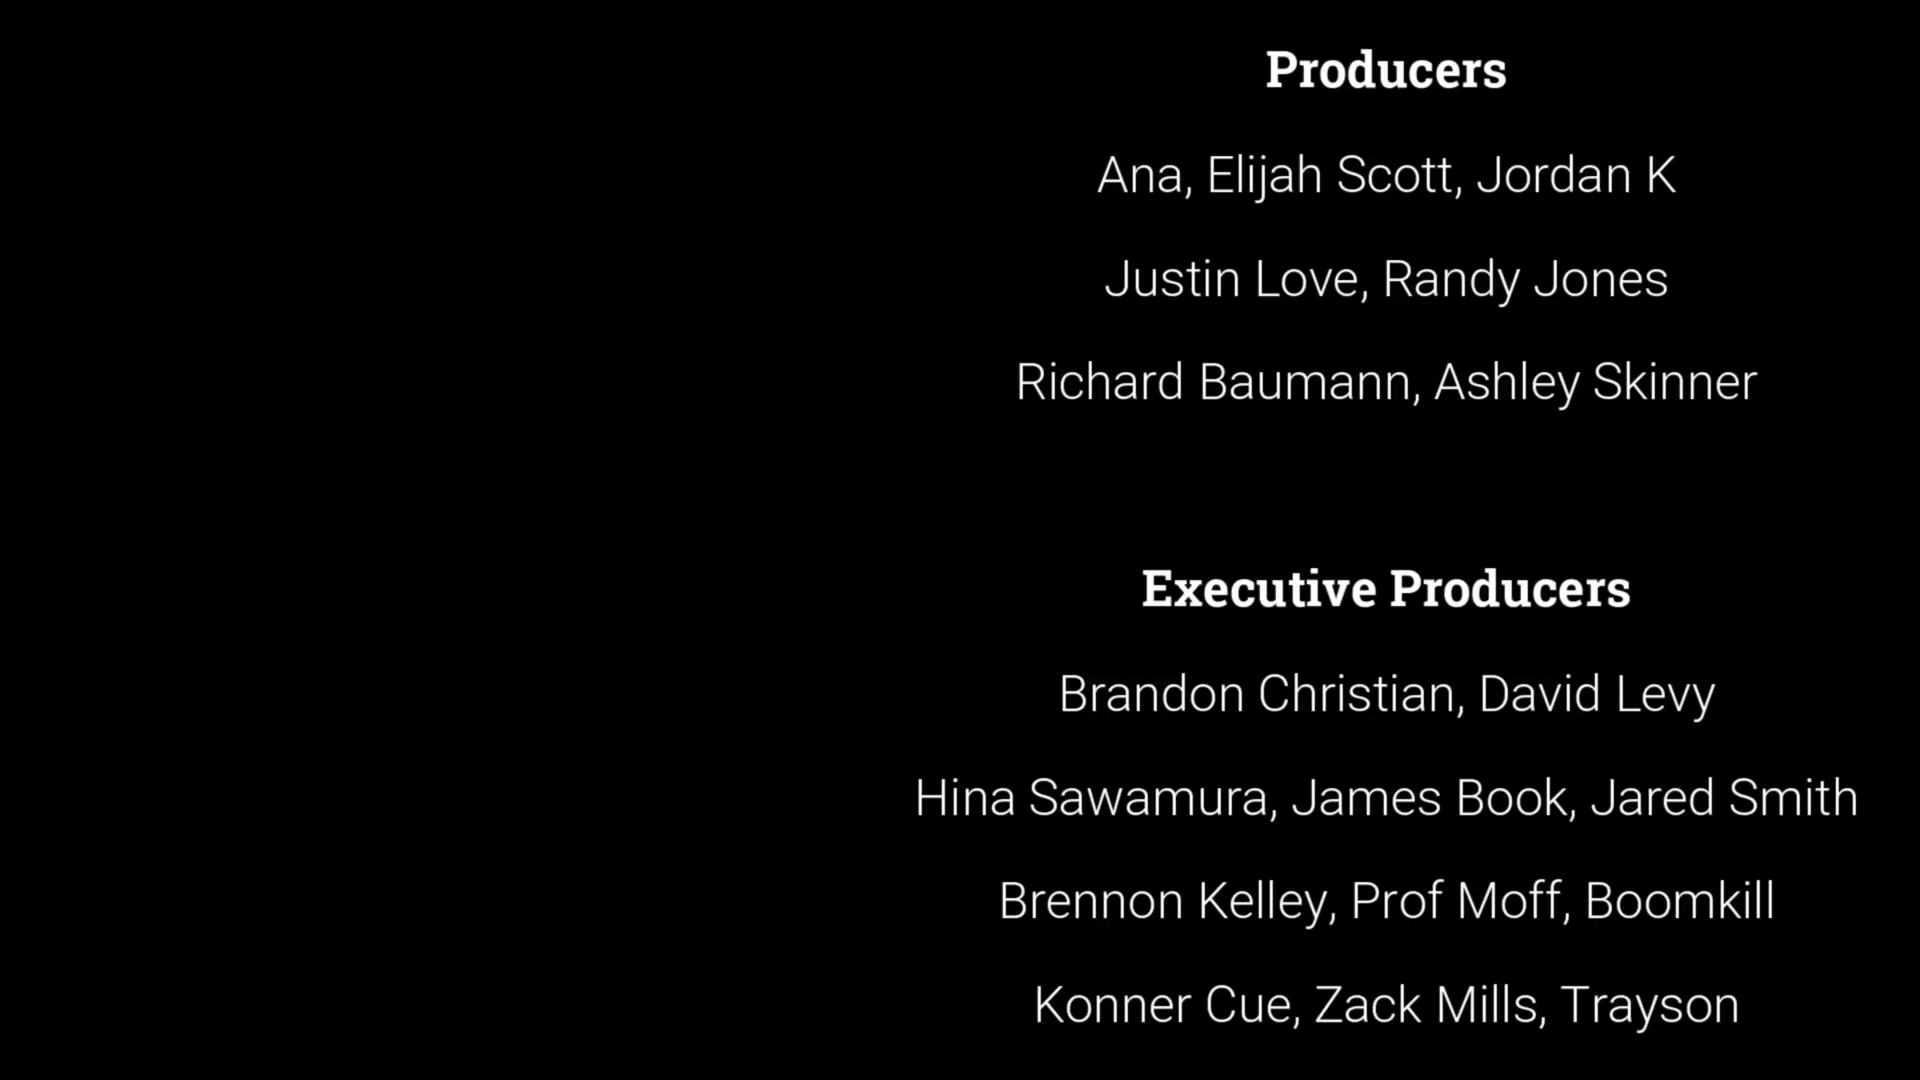 Producers
Ana, Elijah Scott, Jordan K
Justin Love, Randy Jones
Richard Baumann, Ashley Skinner
Executive Producers
Brandon Christian, David Levy
Hina Sawamura, James Book, Jared Smith
Brennon Kelley, Prof Moff, Boomkill
Konner Cue, Zack Mills, Trayson